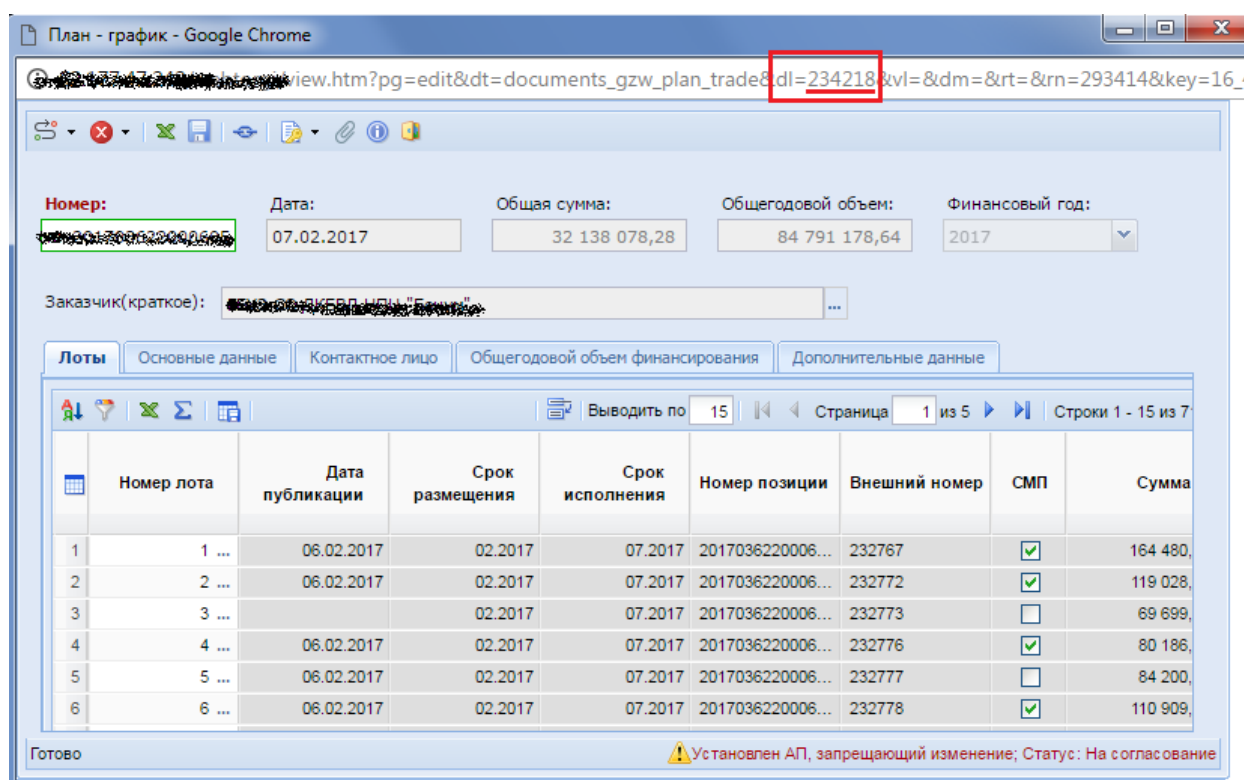 План - график - Google Chrome
view.htm?pg=edit&dt=documents_gzw_plan_trade&dl=234218&vl=&dm=&rt=&rn=293414&key=16_
Номер: Дата: Общая сумма: Общегодовой объем: Финансовый год:
07.02.2017 32 138 078,28 84 791 178,64 2017
Заказчик(краткое): ...
Лоты Основные данные Контактное лицо Общегодовой объем финансирования Дополнительные данные
Выводить по 15 Страница 1 из 5 Строки 1 - 15 из 7
Номер лота Дата публикации Срок размещения Срок исполнения Номер позиции Внешний номер СМП Сумма
1 1 ... 06.02.2017 02.2017 07.2017 2017036220006... 232767 164 480,
2 2 ... 06.02.2017 02.2017 07.2017 2017036220006... 232772 119 028,
3 3 ... 02.2017 07.2017 2017036220006... 232773 69 699,
4 4 ... 06.02.2017 02.2017 07.2017 2017036220006... 232776 80 186,
5 5 ... 06.02.2017 02.2017 07.2017 2017036220006... 232777 84 200,
6 6 ... 06.02.2017 02.2017 07.2017 2017036220006... 232778 110 909,
Готово Установлен АП, запрещающий изменение; Статус: На согласование